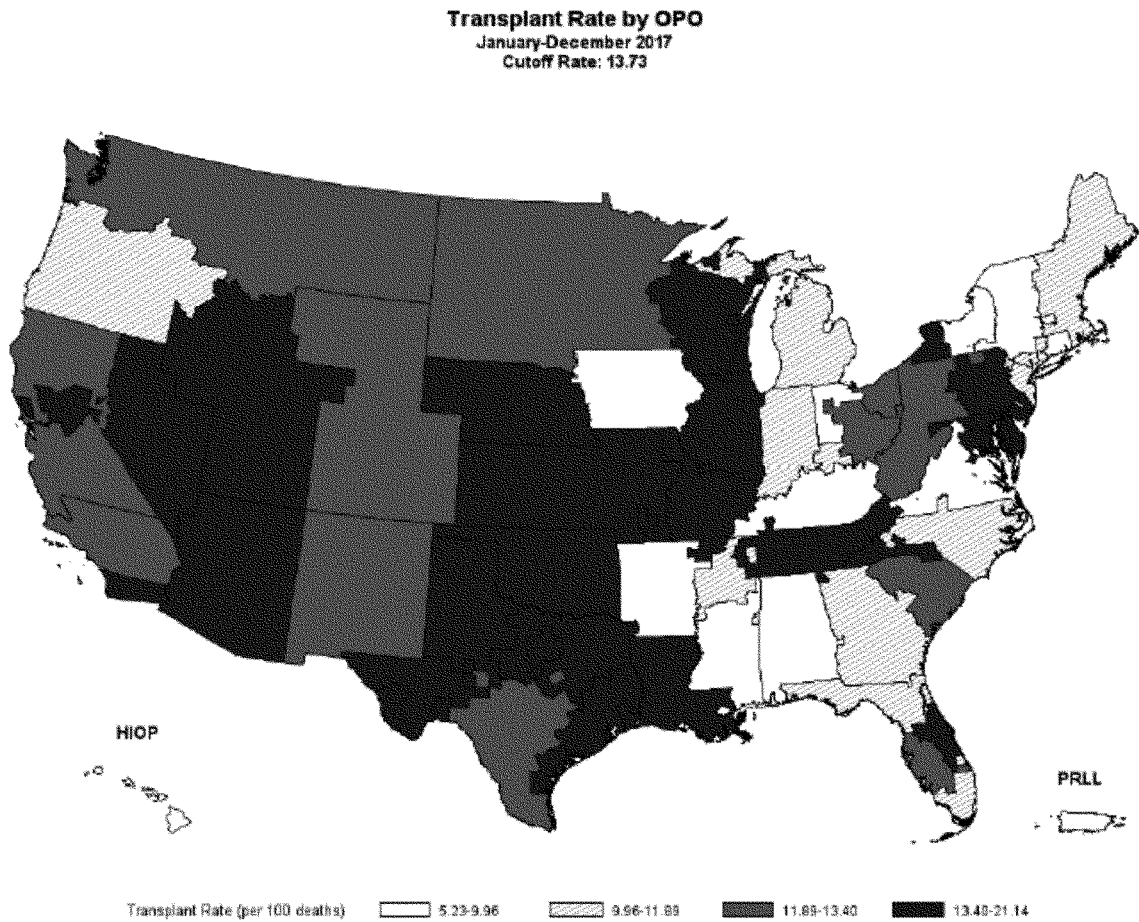 Transplant Rate by OPO
January-December 2017
Cutoff Rate: 13.73
HIOP
PRLL
Transplant Rate (per 100 deaths) 5.23-9.96 9.96-11.89 11.89-13.40 13.40-21.14